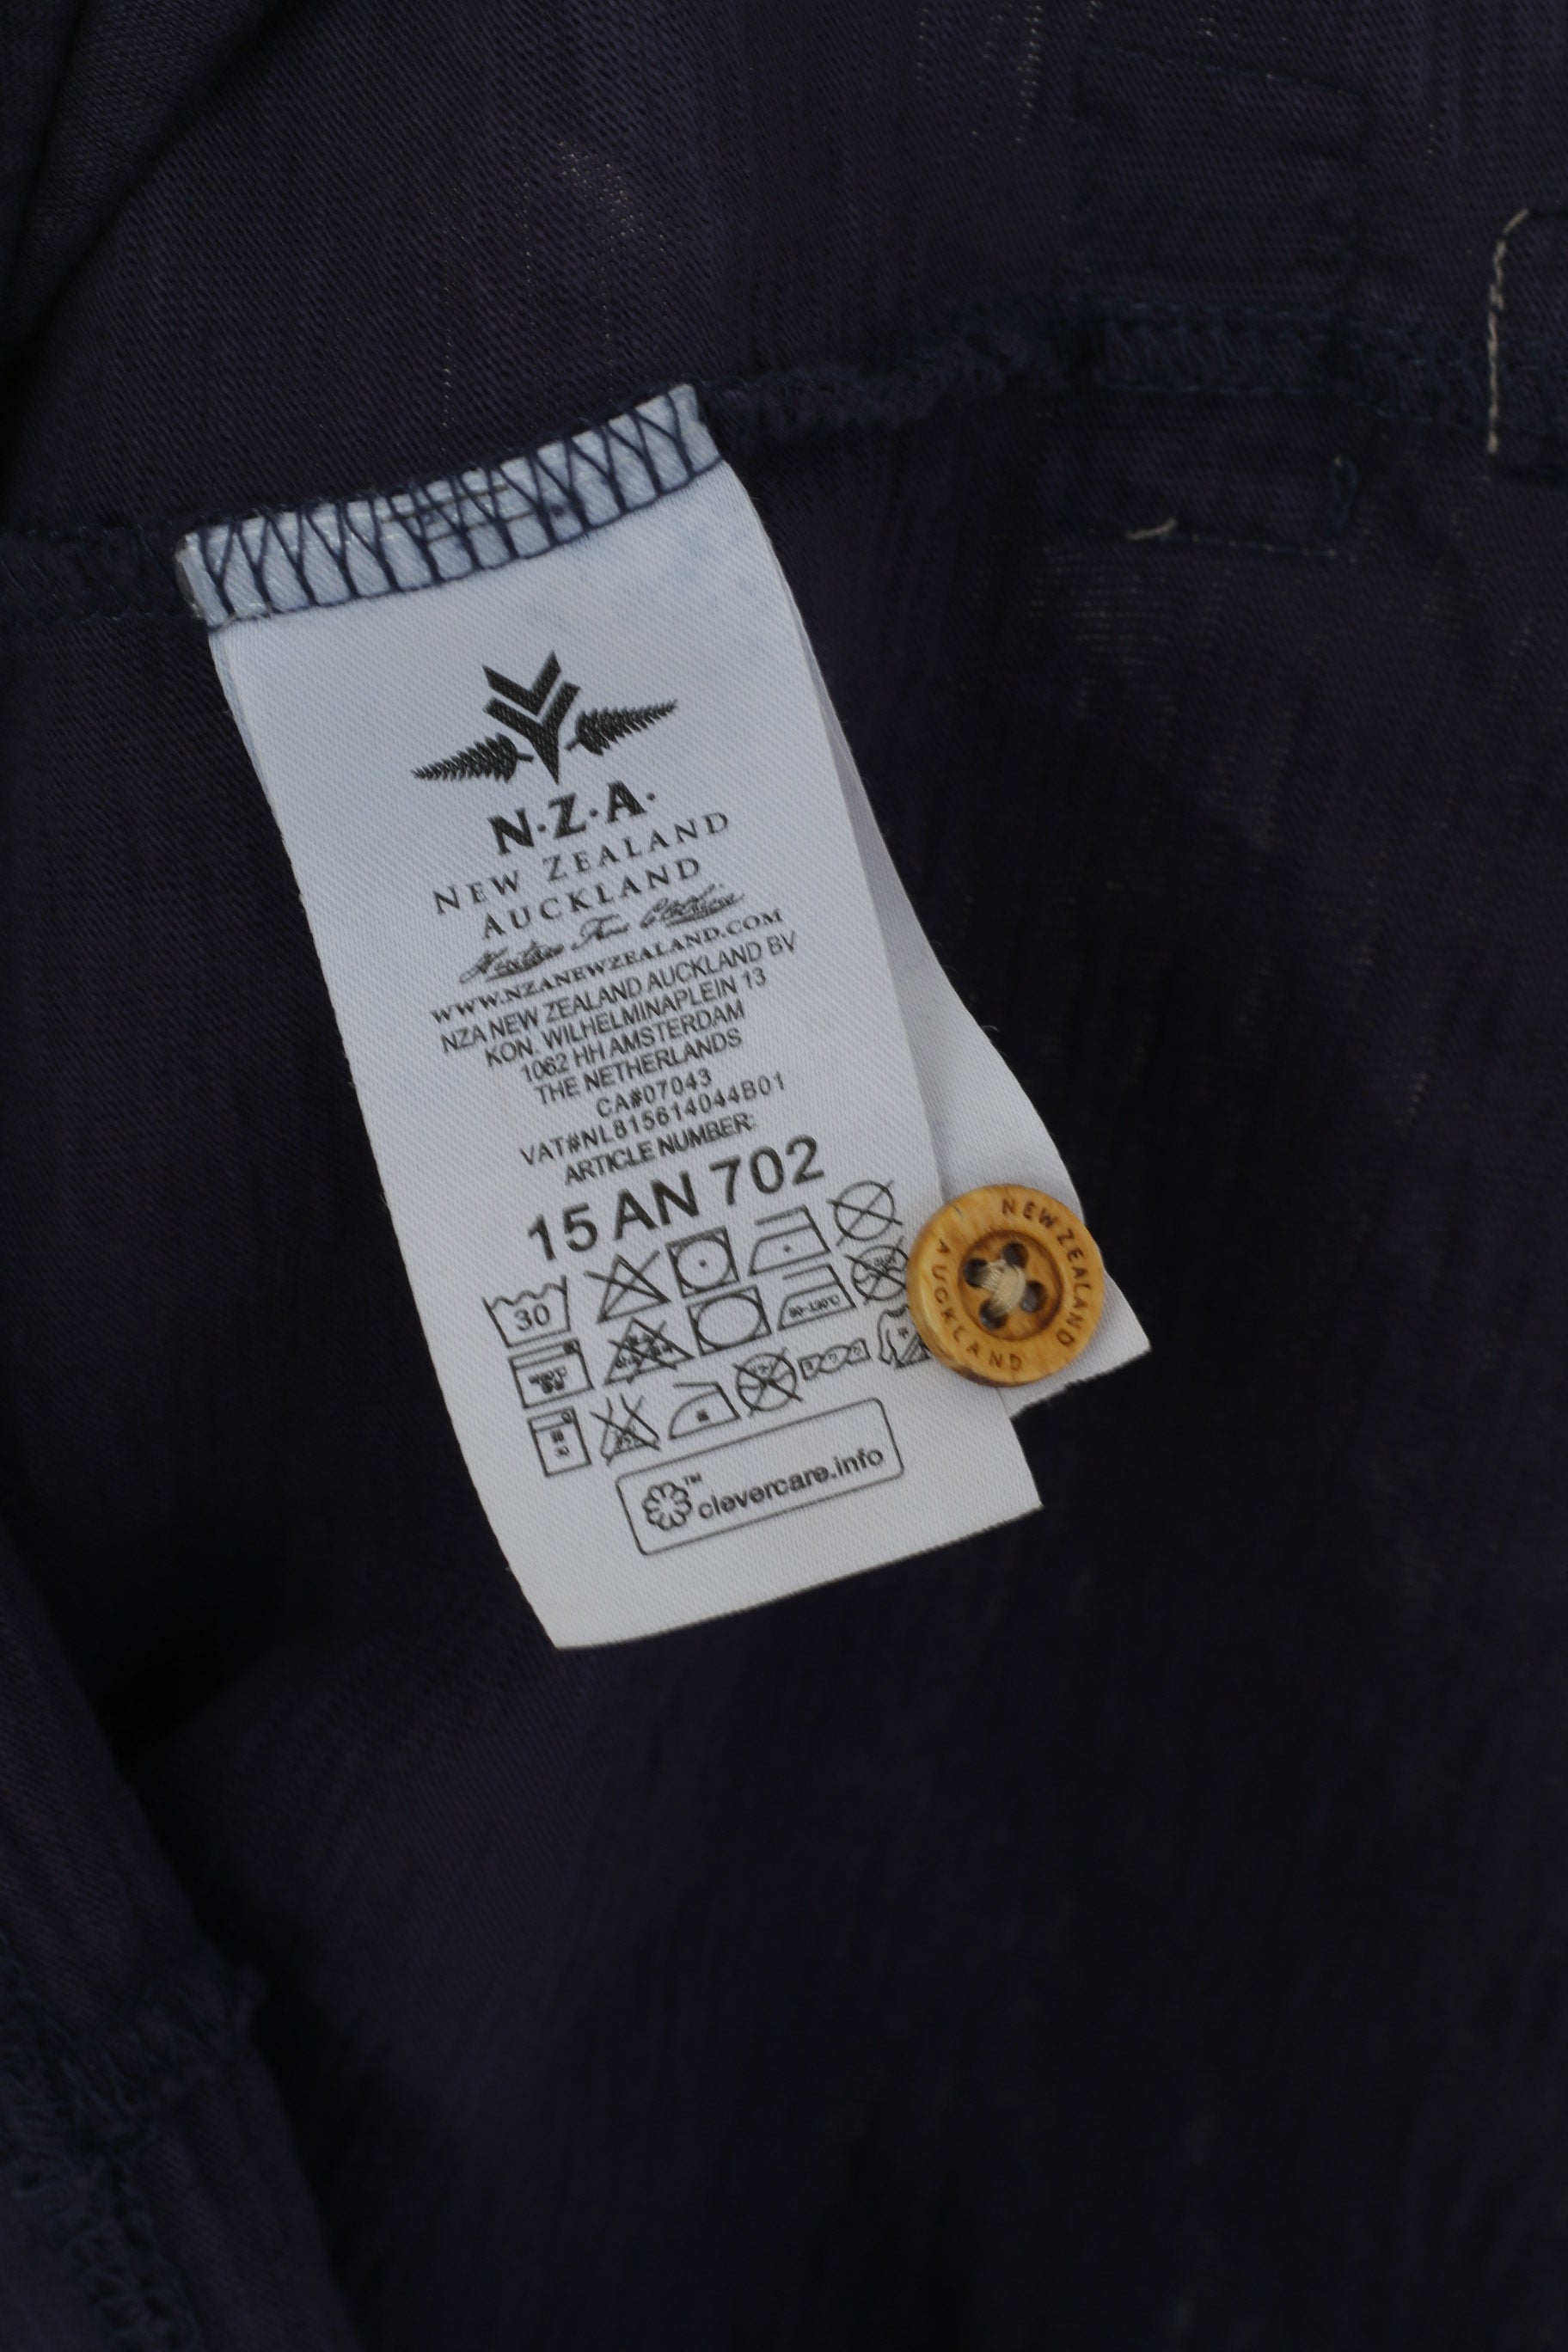 N·Z·A·
NEW ZEALAND
AUCKLAND
WWW.NZANEWZEALAND.COM
NZA NEW ZEALAND AUCKLAND BV
KON. WILHELMINAPLEIN 13
1062 HH AMSTERDAM
THE NETHERLANDS
CA#07043
VAT#NL815614044B01
ARTICLE NUMBER:
15 AN 702
30
™
clevercare.info
NEW ZEALAND
AUCKLAND